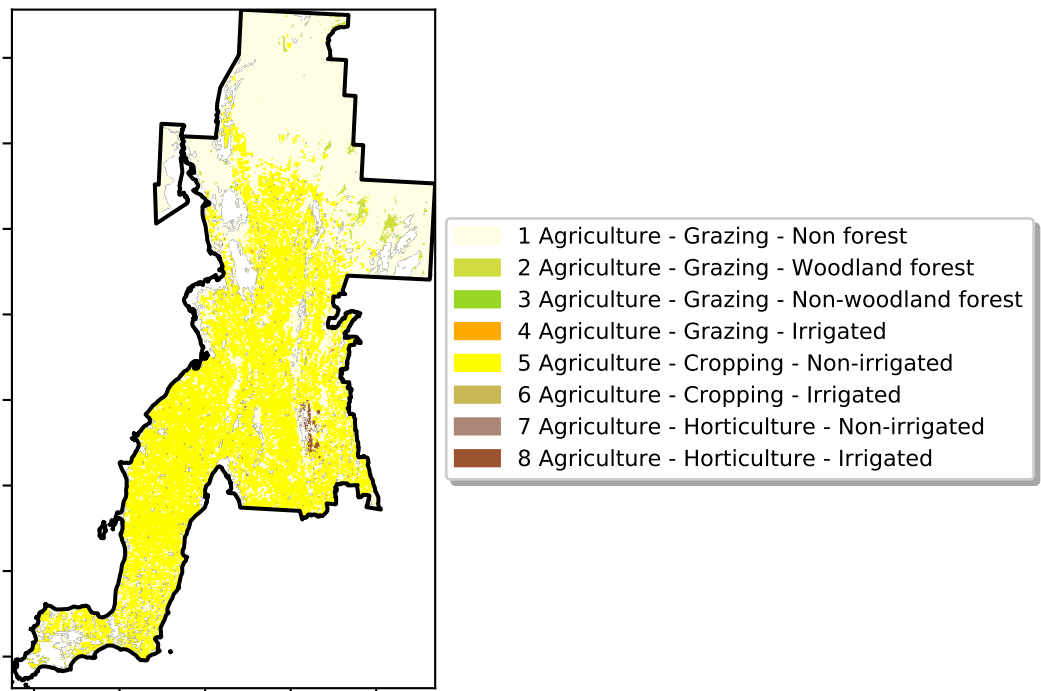 1 Agriculture - Grazing - Non forest
2 Agriculture - Grazing - Woodland forest
3 Agriculture - Grazing - Non-woodland forest
4 Agriculture - Grazing - Irrigated
5 Agriculture - Cropping - Non-irrigated
6 Agriculture - Cropping - Irrigated
7 Agriculture - Horticulture - Non-irrigated
8 Agriculture - Horticulture - Irrigated